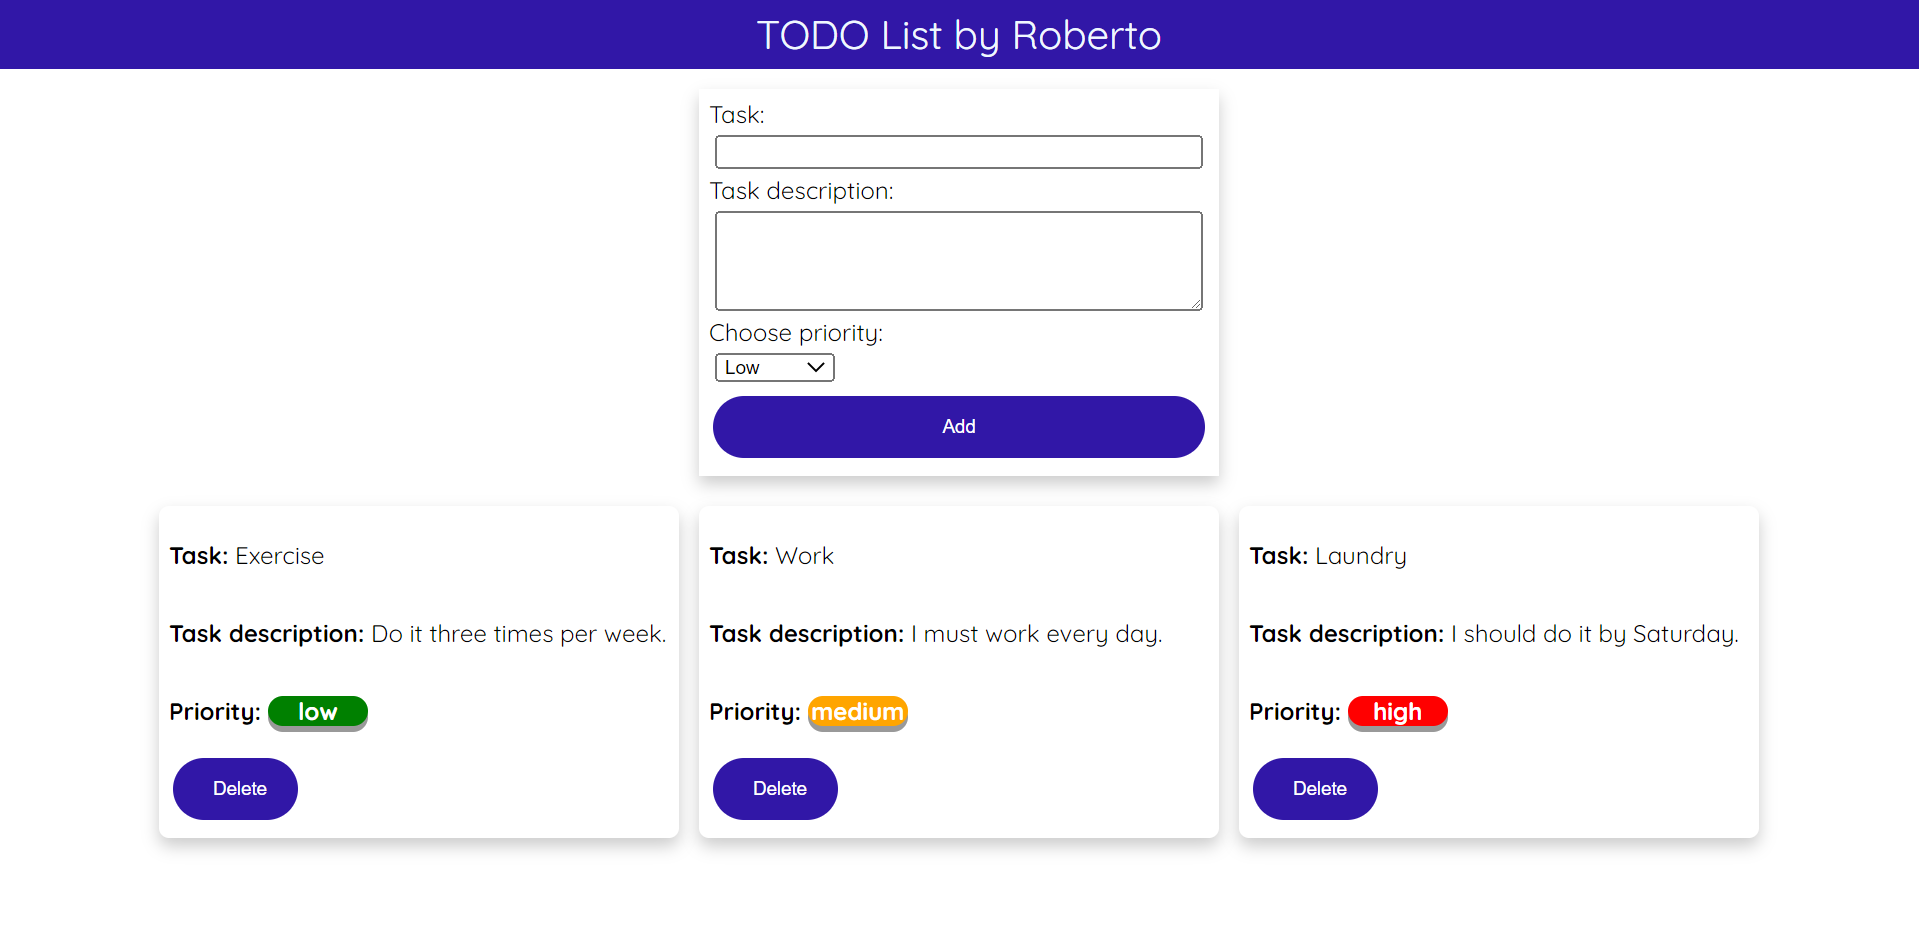 TODO List by Roberto
Task:
Task description:
Choose priority:
Low
Add
Task: Exercise
Task description: Do it three times per week.
Priority: low
Delete
Task: Work
Task description: I must work every day.
Priority: medium
Delete
Task: Laundry
Task description: I should do it by Saturday.
Priority: high
Delete